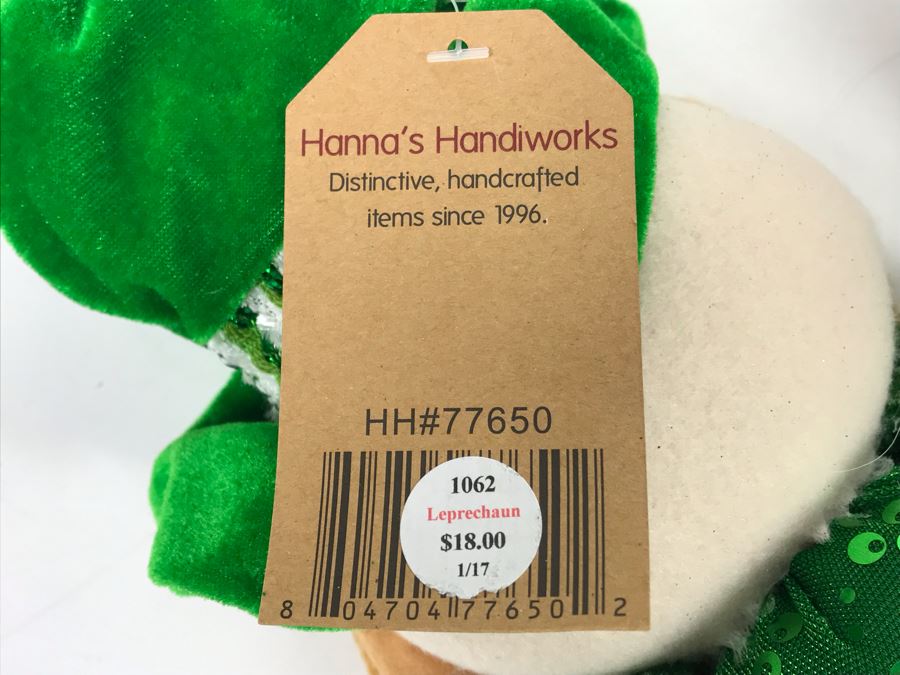 Hanna's Handiworks
Distinctive, handcrafted
items since 1996.
HH#77650
1062
Leprechaun
$18.00
1/17
8 04704 77650 2